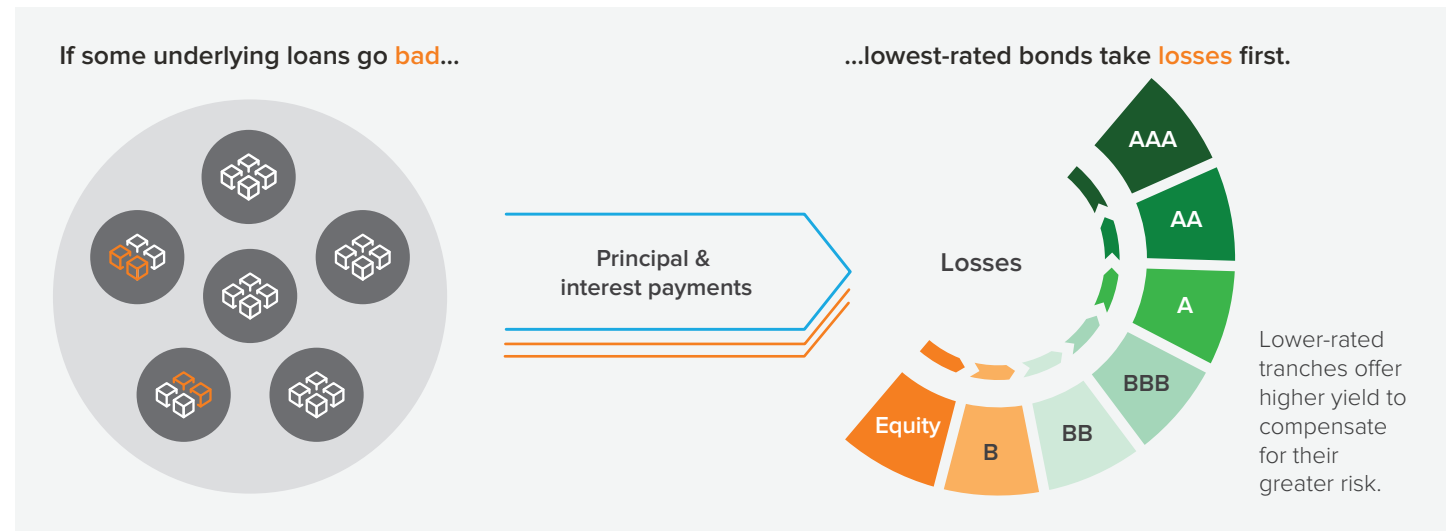 If some underlying loans go bad...
...lowest-rated bonds take losses first.
Principal &
interest payments
Losses
AAA
AA
A
BBB
BB
B
Equity
Lower-rated
tranches offer
higher yield to
compensate
for their
greater risk.